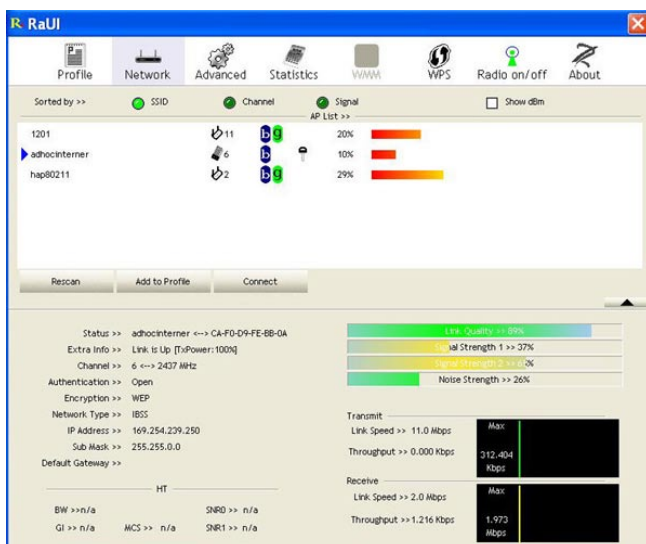 R RaUI
Profile Network Advanced Statistics WMM WPS Radio on/off About
Sorted by >> SSID Channel Signal Show dBm
AP List >>
1201 11 b g 20%
adhocinterner 6 b 10%
hap80211 2 b g 29%
Rescan Add to Profile Connect
Status >> adhocinterner <--> CA-F0-D9-FE-BB-0A
Extra Info >> Link is Up [TxPower:100%]
Channel >> 6 <--> 2437 MHz
Authentication >> Open
Encryption >> WEP
Network Type >> IBSS
IP Address >> 169.254.239.250
Sub Mask >> 255.255.0.0
Default Gateway >>
HT
BW >>n/a SNR0 >> n/a
GI >> n/a MCS >> n/a SNR1 >> n/a
Link Quality >> 89%
Signal Strength 1 >> 37%
Signal Strength 2 >>
Noise Strength >> 26%
Transmit
Link Speed >> 11.0 Mbps
Throughput >> 0.000 Kbps
Max
312.404
Kbps
Receive
Link Speed >> 2.0 Mbps
Throughput >>1.216 Kbps
Max
1.973
Mbps